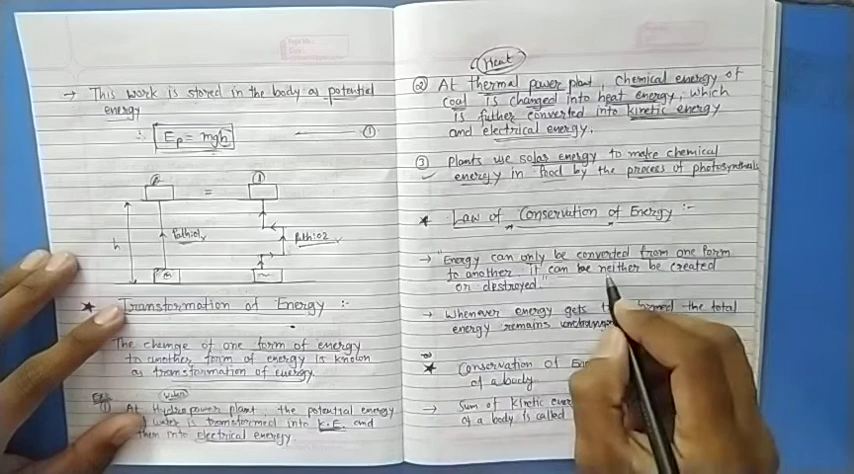 → This work is stored in the body as potential
energy
∴ Ep = mgh ——— ①
② = ①
h
Path(1)
Path(2)
m
* Transformation of Energy :-
The change of one form of energy
to another form of energy is known
as transformation of energy.
Water
① At Hydropower plant, the potential energy
water is transformed into K.E. and
then into electrical energy.
Heat
② At thermal power plant, chemical energy of
coal is changed into heat energy, which
is futher converted into kinetic energy
and electrical energy.
③ Plants use solar energy to make chemical
energy in food by the process of photosynthesis
* Law of Conservation of Energy :-
→ "Energy can only be converted from one form
to another. It can be neither be created
or destroyed."
→ Whenever energy gets the total
energy remains
* Conservation of
of a body
→ Sum of Kinetic
of a body is called